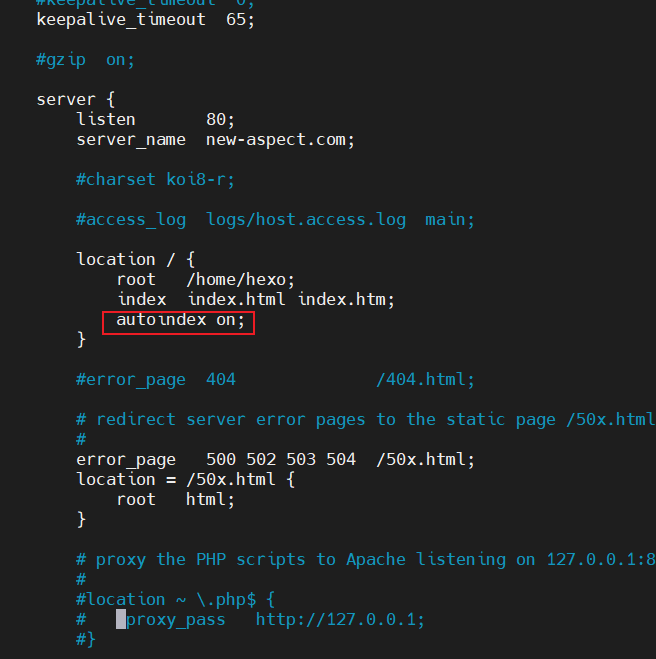 #keepalive_timeout  0;
keepalive_timeout  65;
#gzip  on;
server {
listen       80;
server_name  new-aspect.com;
#charset koi8-r;
#access_log  logs/host.access.log  main;
location / {
root   /home/hexo;
index  index.html index.htm;
autoindex on;
}
#error_page  404              /404.html;
# redirect server error pages to the static page /50x.html
#
error_page   500 502 503 504  /50x.html;
location = /50x.html {
root   html;
}
# proxy the PHP scripts to Apache listening on 127.0.0.1:8
#
#location ~ \.php$ {
#   proxy_pass   http://127.0.0.1;
#}